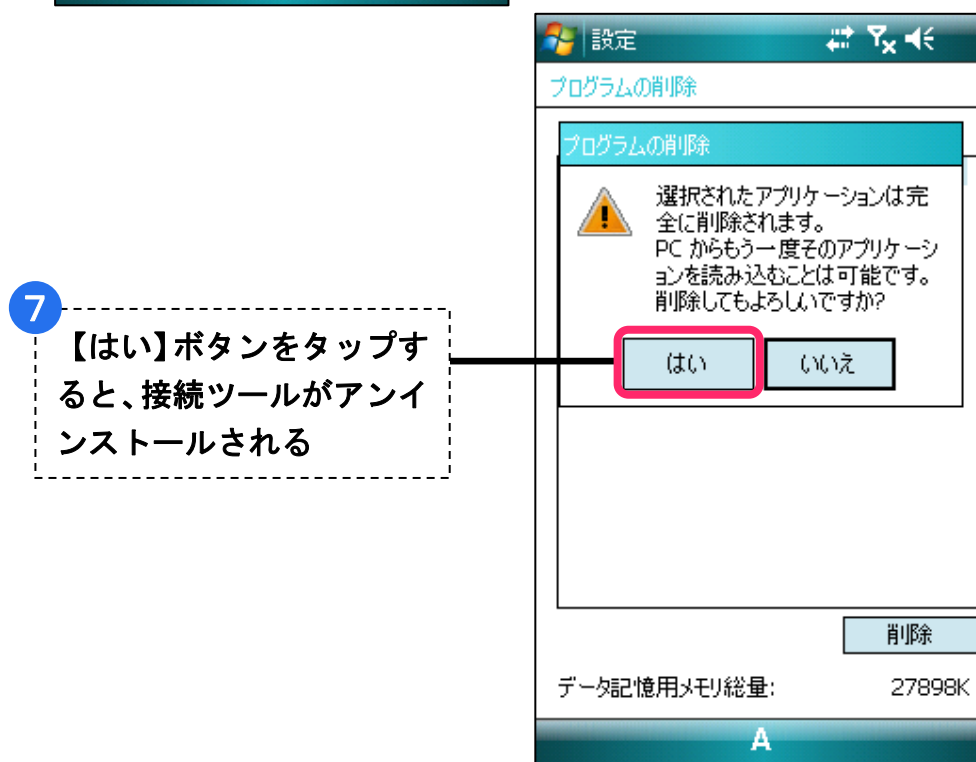 設定
プログラムの削除
プログラムの削除
選択されたアプリケーションは完
全に削除されます。
PC からもう一度そのアプリケーシ
ョンを読み込むことは可能です。
削除してもよろしいですか?
はい
いいえ
7
【はい】ボタンをタップす
ると、接続ツールがアンイ
ンストールされる
削除
データ記憶用メモリ総量: 27898K
A